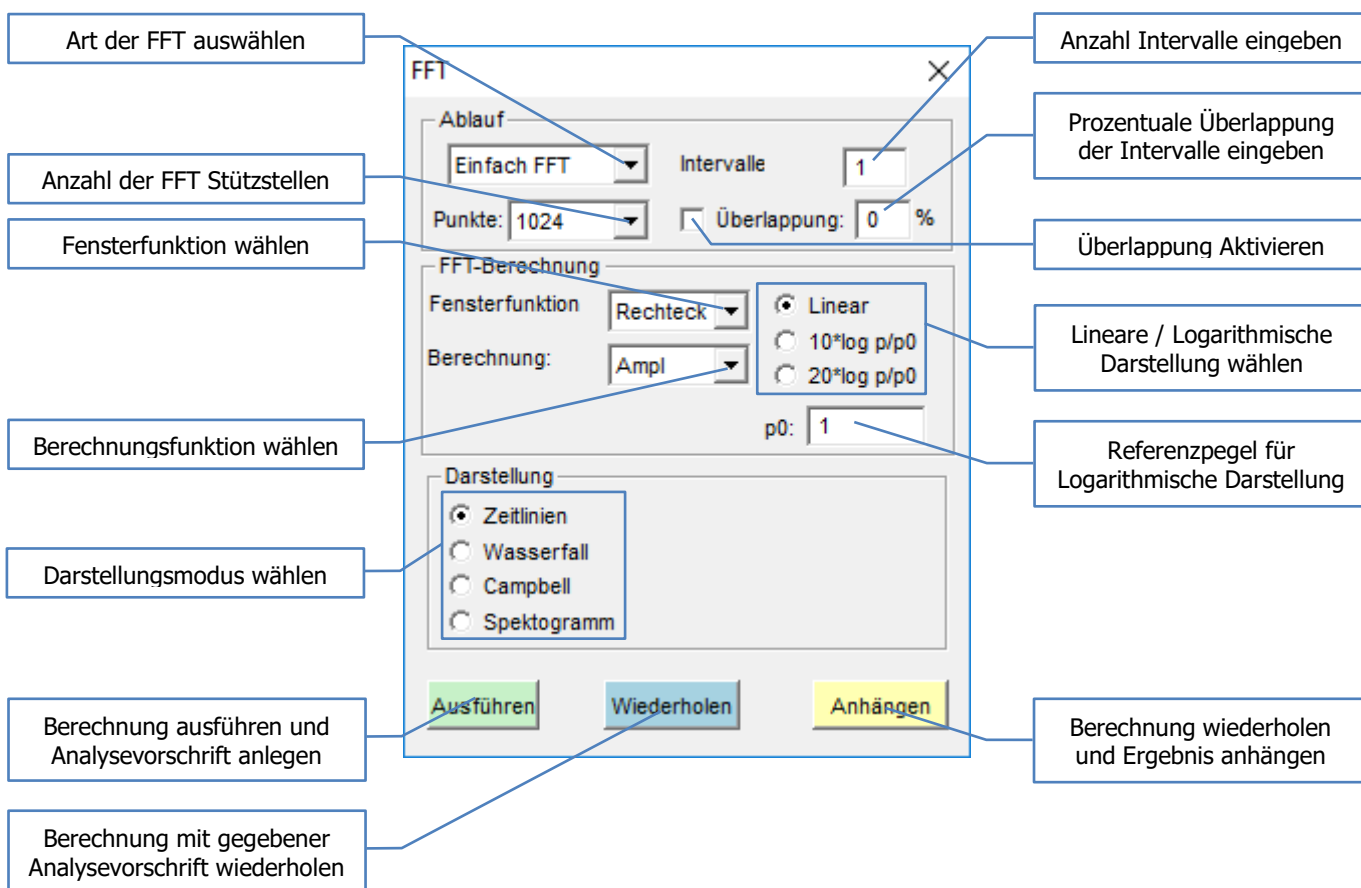 Art der FFT auswählen
Anzahl der FFT Stützstellen
Fensterfunktion wählen
Berechnungsfunktion wählen
Darstellungsmodus wählen
Berechnung ausführen und
Analysevorschrift anlegen
Berechnung mit gegebener
Analysevorschrift wiederholen
FFT
Ablauf
Einfach FFT
Intervalle
1
Punkte: 1024
Überlappung: 0 %
FFT-Berechnung
Fensterfunktion Rechteck
Berechnung: Ampl
Linear
10*log p/p0
20*log p/p0
p0: 1
Darstellung
Zeitlinien
Wasserfall
Campbell
Spektogramm
Ausführen
Wiederholen
Anhängen
Anzahl Intervalle eingeben
Prozentuale Überlappung
der Intervalle eingeben
Überlappung Aktivieren
Lineare / Logarithmische
Darstellung wählen
Referenzpegel für
Logarithmische Darstellung
Berechnung wiederholen
und Ergebnis anhängen